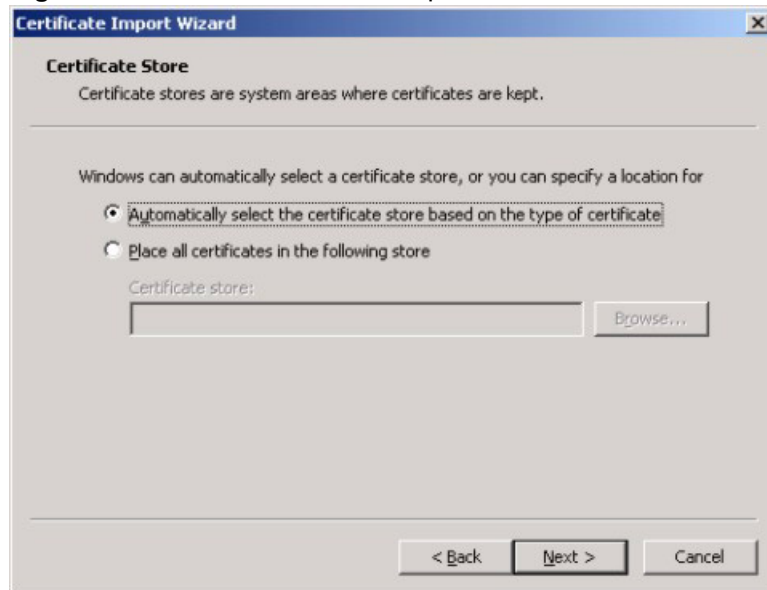 Certificate Import Wizard
Certificate Store
Certificate stores are system areas where certificates are kept.
Windows can automatically select a certificate store, or you can specify a location for
Automatically select the certificate store based on the type of certificate
Place all certificates in the following store
Certificate store:
Browse...
< Back Next > Cancel